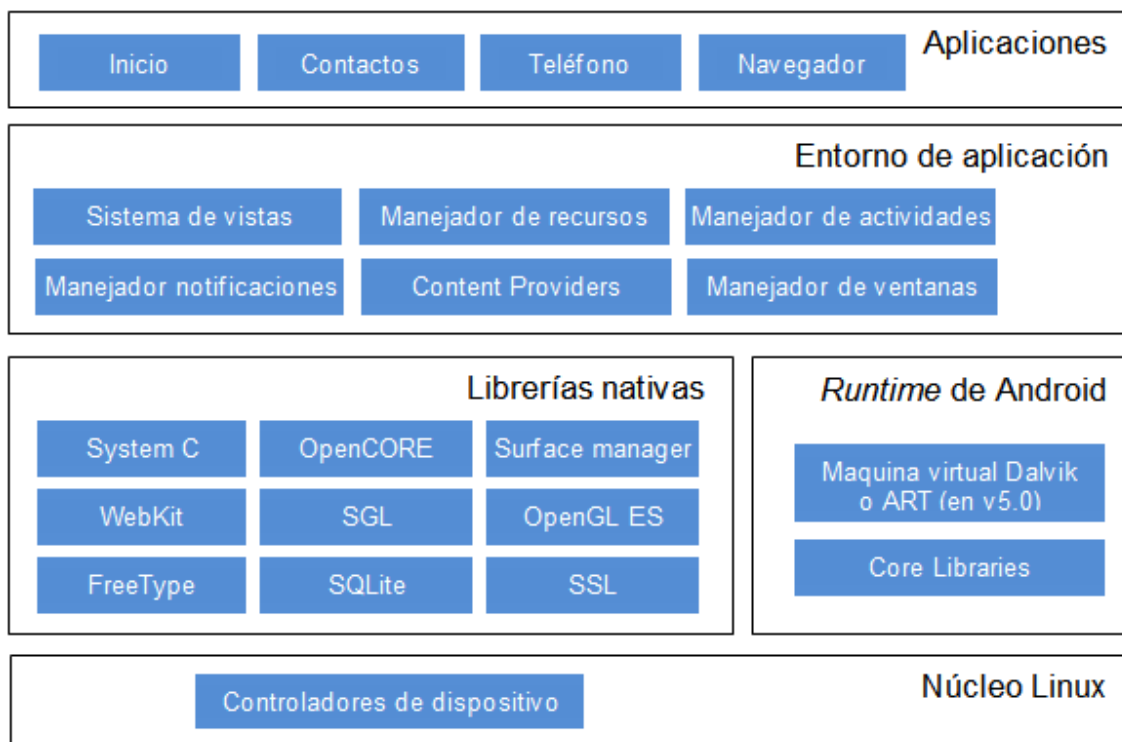 Aplicaciones
Inicio
Contactos
Teléfono
Navegador
Entorno de aplicación
Sistema de vistas
Manejador de recursos
Manejador de actividades
Manejador notificaciones
Content Providers
Manejador de ventanas
Librerías nativas
System C
OpenCORE
Surface manager
WebKit
SGL
OpenGL ES
FreeType
SQLite
SSL
Runtime de Android
Maquina virtual Dalvik
o ART (en v5.0)
Core Libraries
Núcleo Linux
Controladores de dispositivo